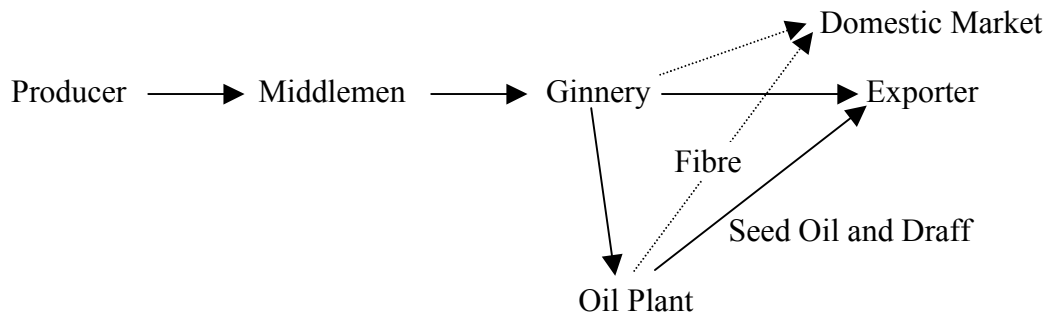 Domestic Market
Producer Middlemen Ginnery Exporter
Fibre
Seed Oil and Draff
Oil Plant